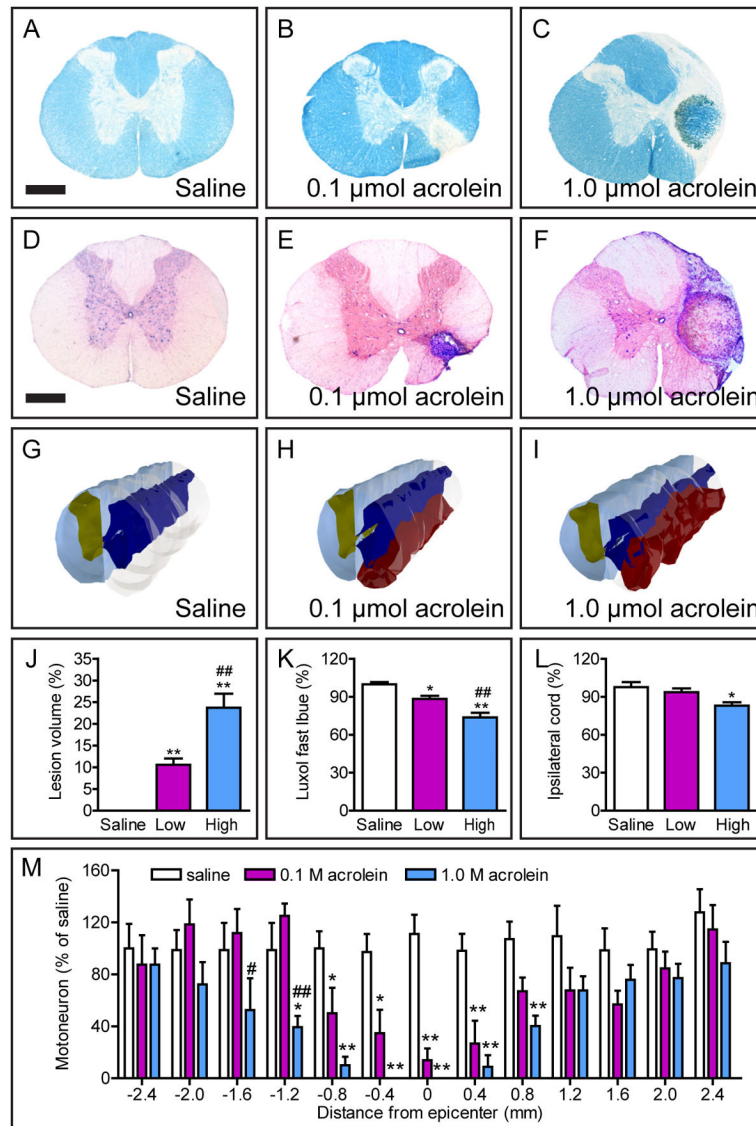 A
Saline
B
0.1 µmol acrolein
C
1.0 µmol acrolein
D
Saline
E
0.1 µmol acrolein
F
1.0 µmol acrolein
G
Saline
H
0.1 µmol acrolein
I
1.0 µmol acrolein
J
Lesion volume (%)
35
30
25
20
15
10
5
0
**
##
**
Saline Low High
K
Luxol fast lbue (%)
120
90
60
30
0
*
##
**
Saline Low High
L
Ipsilateral cord (%)
120
90
120
30
0
*
Saline Low High
M
saline 0.1 M acrolein 1.0 M acrolein
Motoneuron (% of saline)
160
120
80
40
0
#
##
*
*
**
*
**
**
**
**
**
**
-2.4 -2.0 -1.6 -1.2 -0.8 -0.4 0 0.4 0.8 1.2 1.6 2.0 2.4
Distance from epicenter (mm)